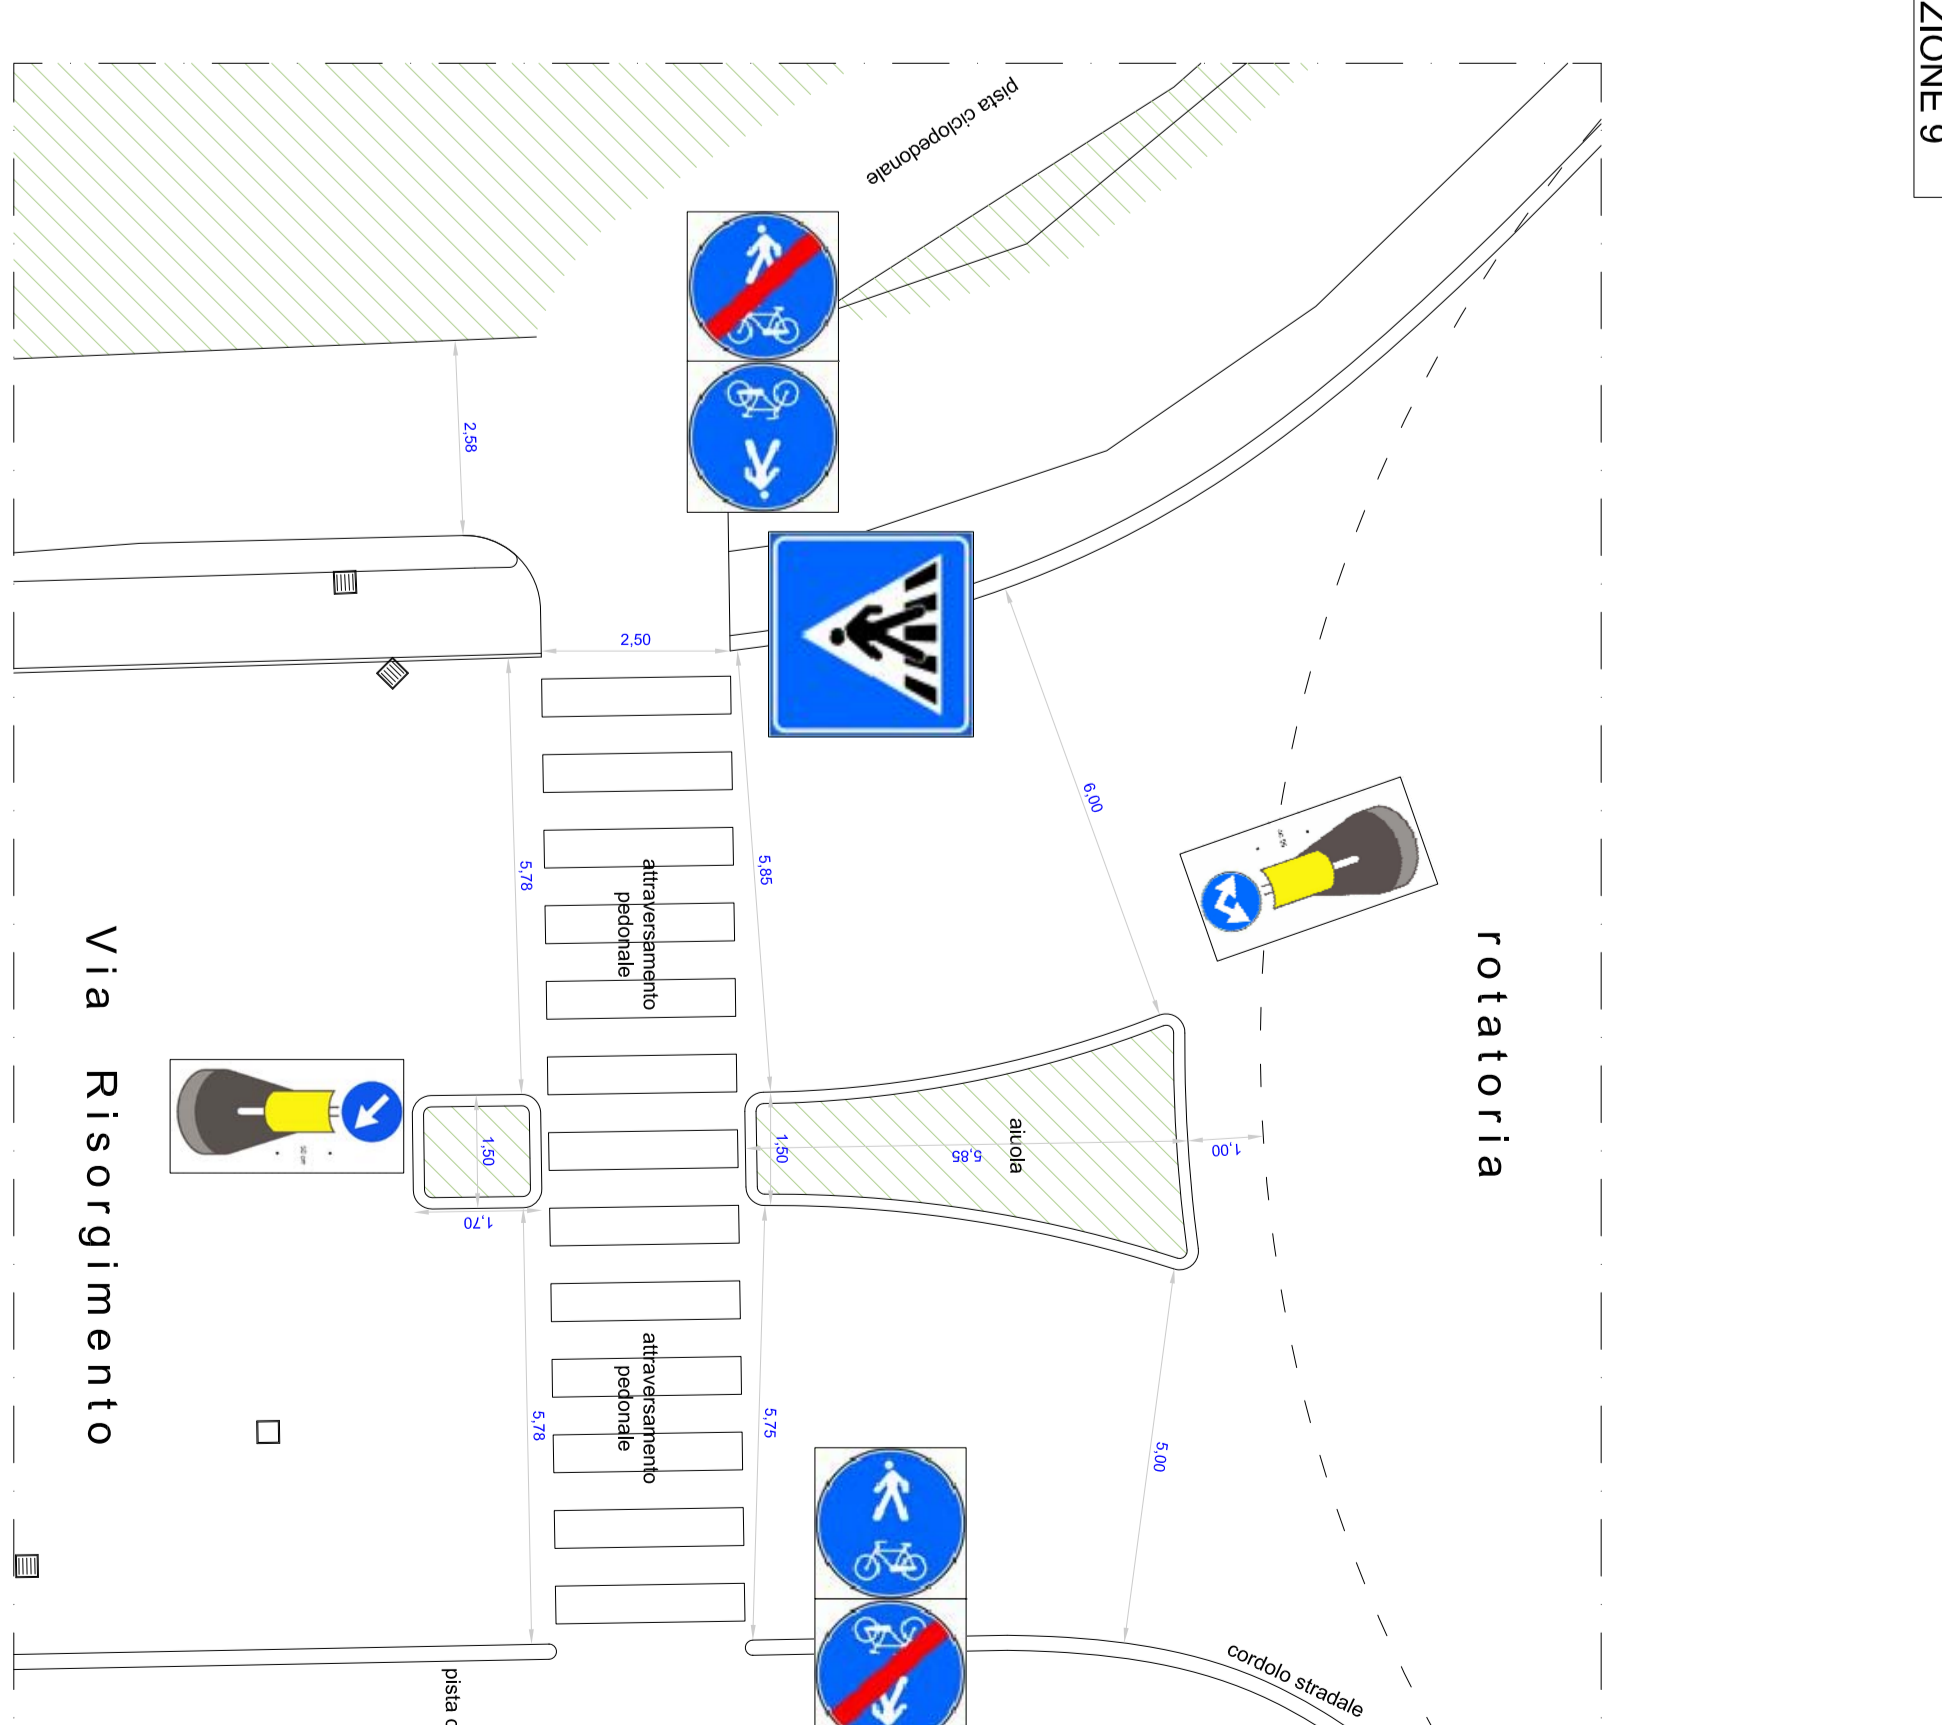 ZIONE 9
pista ciclopedonale
2,58
2,50
6,00
5,78
5,85
attraversamento
pedonale
Via Risorgimento
rotatoria
aiuola
1,50
1,50
5,85
1,00
1,70
attraversamento
pedonale
5,78
5,75
5,00
cordolo stradale
pista c